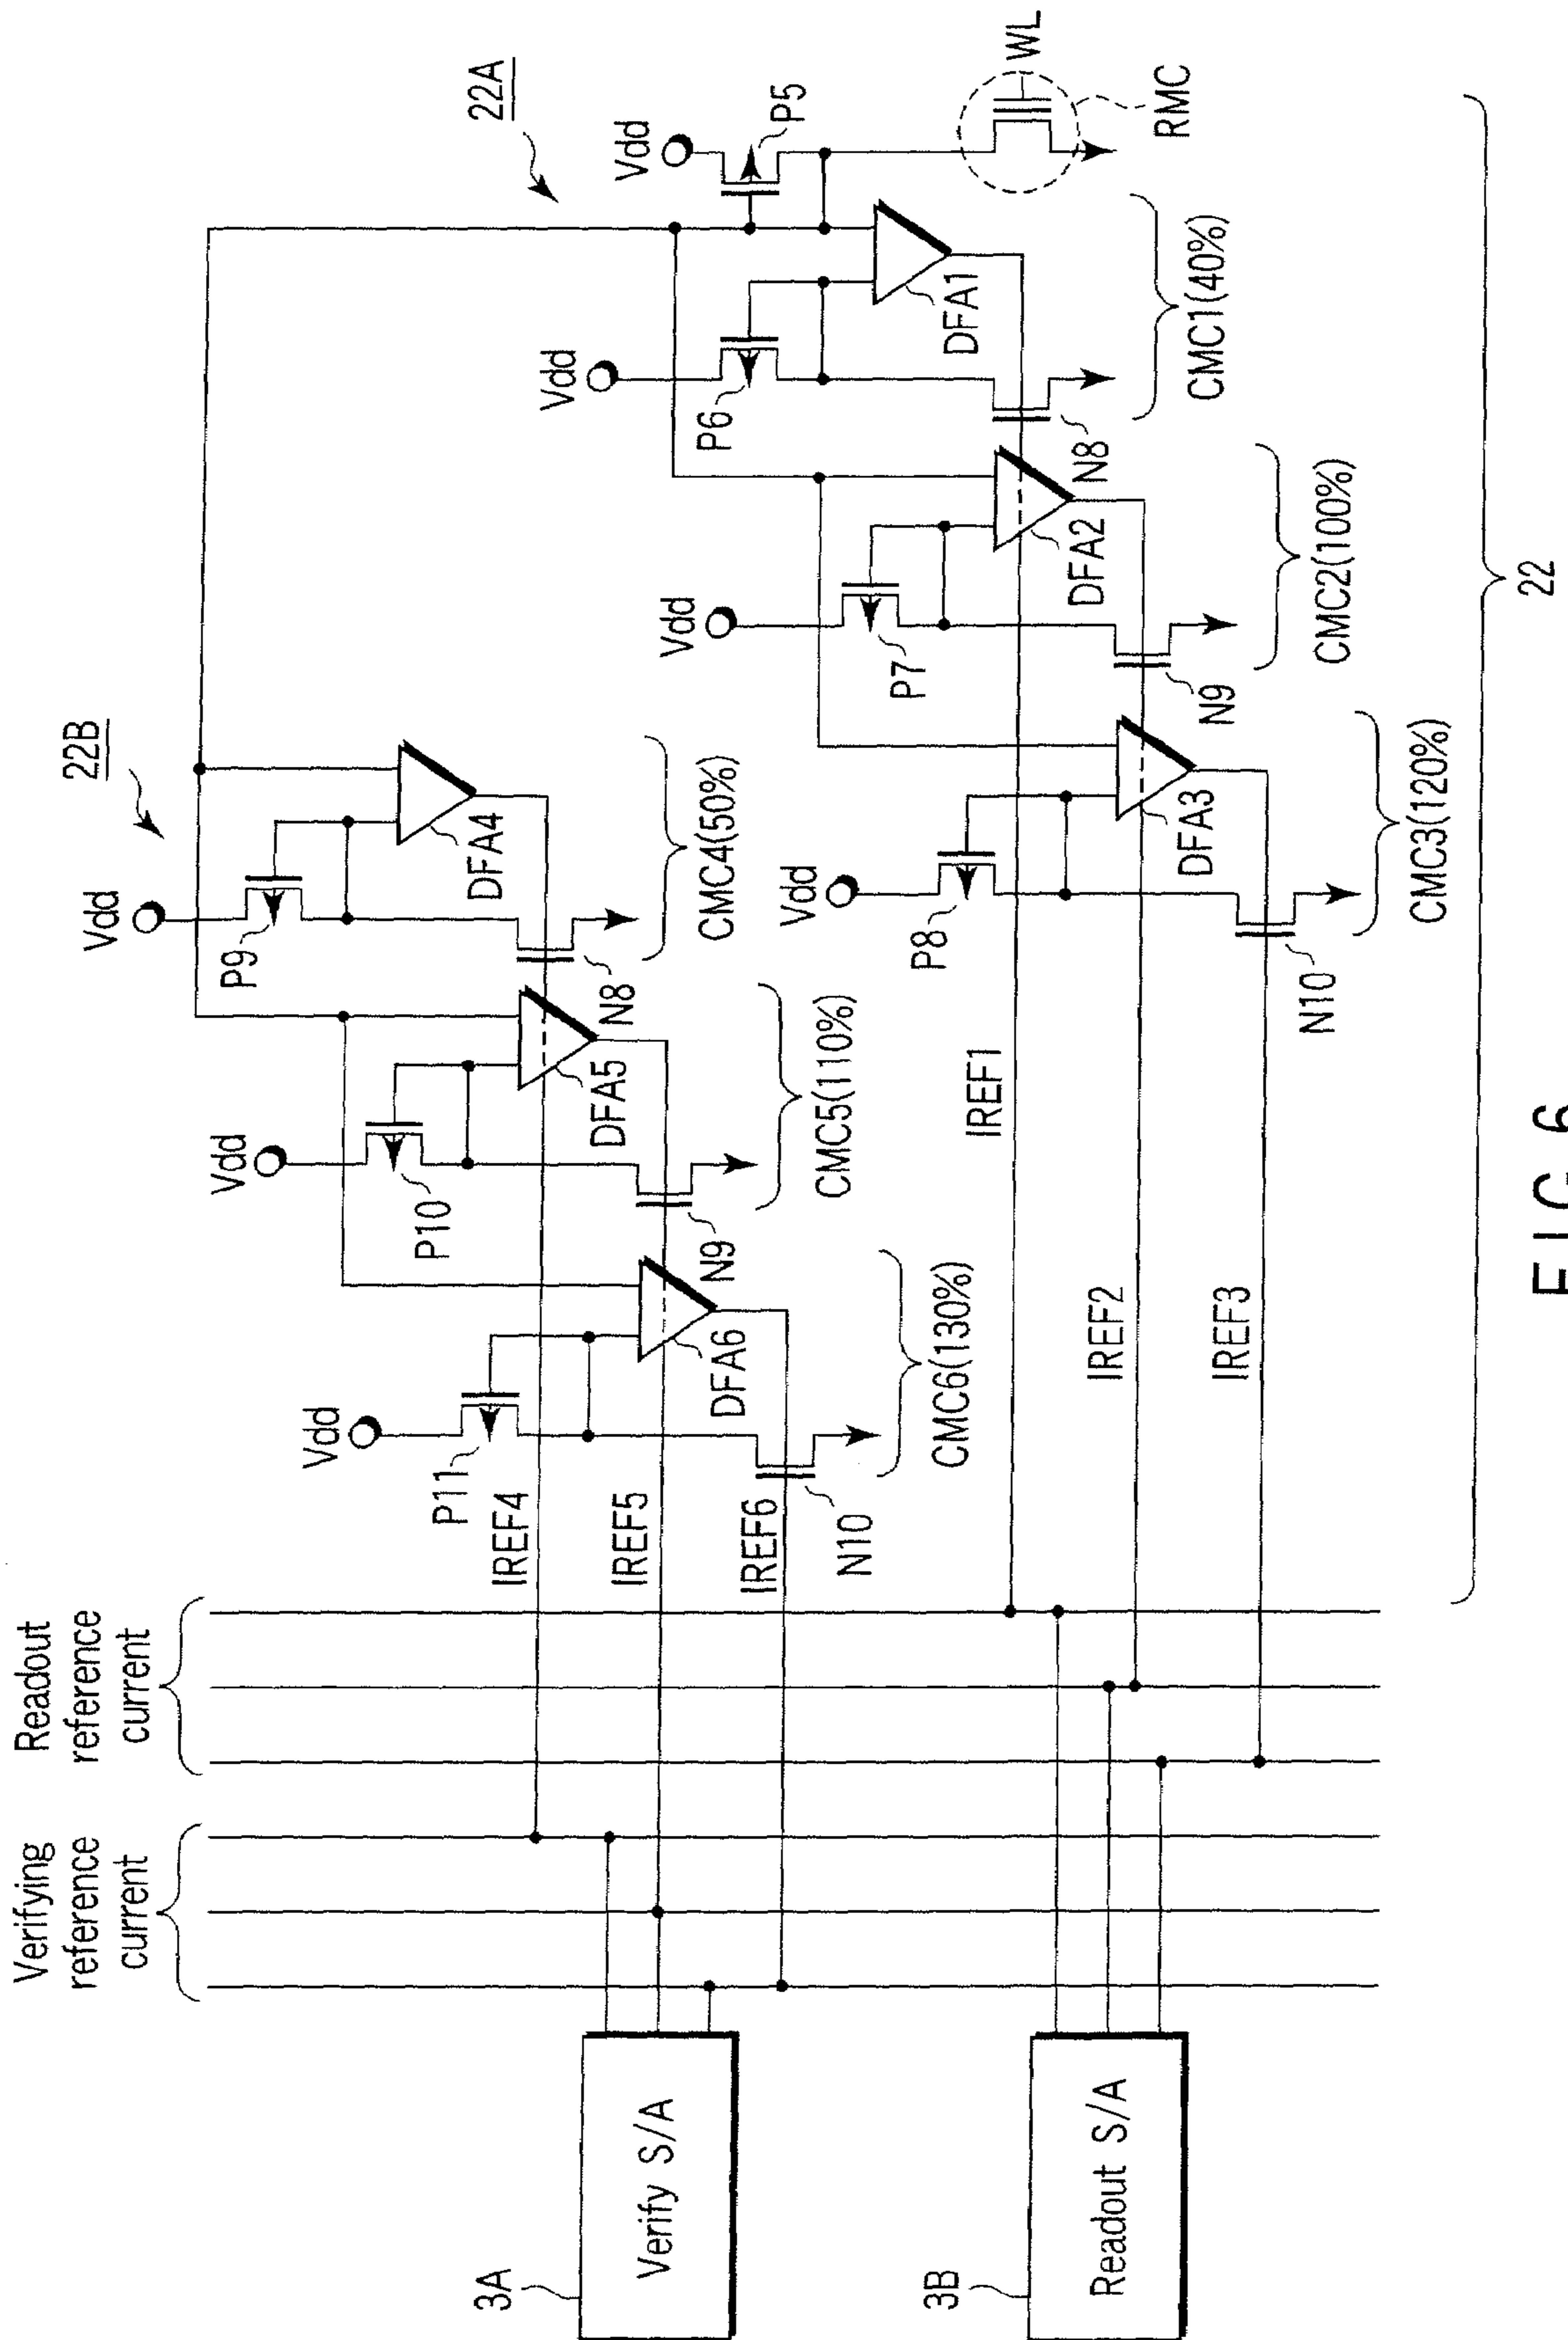 Verifying
reference
current
Readout
reference
current
22B
22A
Vdd
Vdd
Vdd
P9
P10
P11
Vdd
Vdd
Vdd
Vdd
Vdd
P5
P6
P7
P8
3A
Verify S/A
IREF4
IREF5
IREF6
DFA4
DFA5
DFA6
N8
N9
N10
CMC4(50%)
CMC5(110%)
CMC6(130%)
DFA1
DFA2
DFA3
WL
RMC
N8
N9
N10
3B
Readout S/A
IREF1
IREF2
IREF3
CMC1(40%)
CMC2(100%)
CMC3(120%)
22
FIG. 6